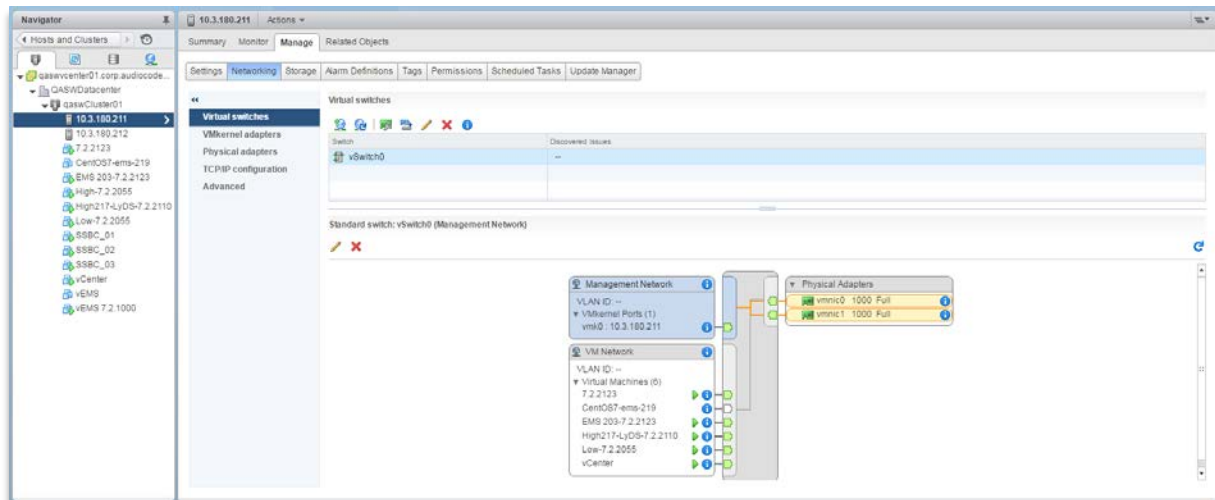 Navigator
Hosts and Clusters
qaswvcenter01.corp.audiocode...
QASWDatacenter
qaswCluster01
10.3.180.211
10.3.180.212
7.2.2123
CentOS7-ems-219
EMS 203-7.2.2123
High-7.2.2055
High217-LyDS-7.2.2110
Low-7.2.2055
SSBC_01
SSBC_02
SSBC_03
vCenter
vEMS
vEMS 7.2.1000
10.3.180.211 Actions
Summary Monitor Manage Related Objects
Settings Networking Storage Alarm Definitions Tags Permissions Scheduled Tasks Update Manager
Virtual switches
VMkernel adapters
Physical adapters
TCP/IP configuration
Advanced
Virtual switches
Switch Discovered Issues
vSwitch0 --
Standard switch: vSwitch0 (Management Network)
Management Network
VLAN ID: --
VMkernel Ports (1)
vmk0 : 10.3.180.211
VM Network
VLAN ID: --
Virtual Machines (6)
7.2.2123
CentOS7-ems-219
EMS 203-7.2.2123
High217-LyDS-7.2.2110
Low-7.2.2055
vCenter
Physical Adapters
vmnic0 1000 Full
vmnic1 1000 Full